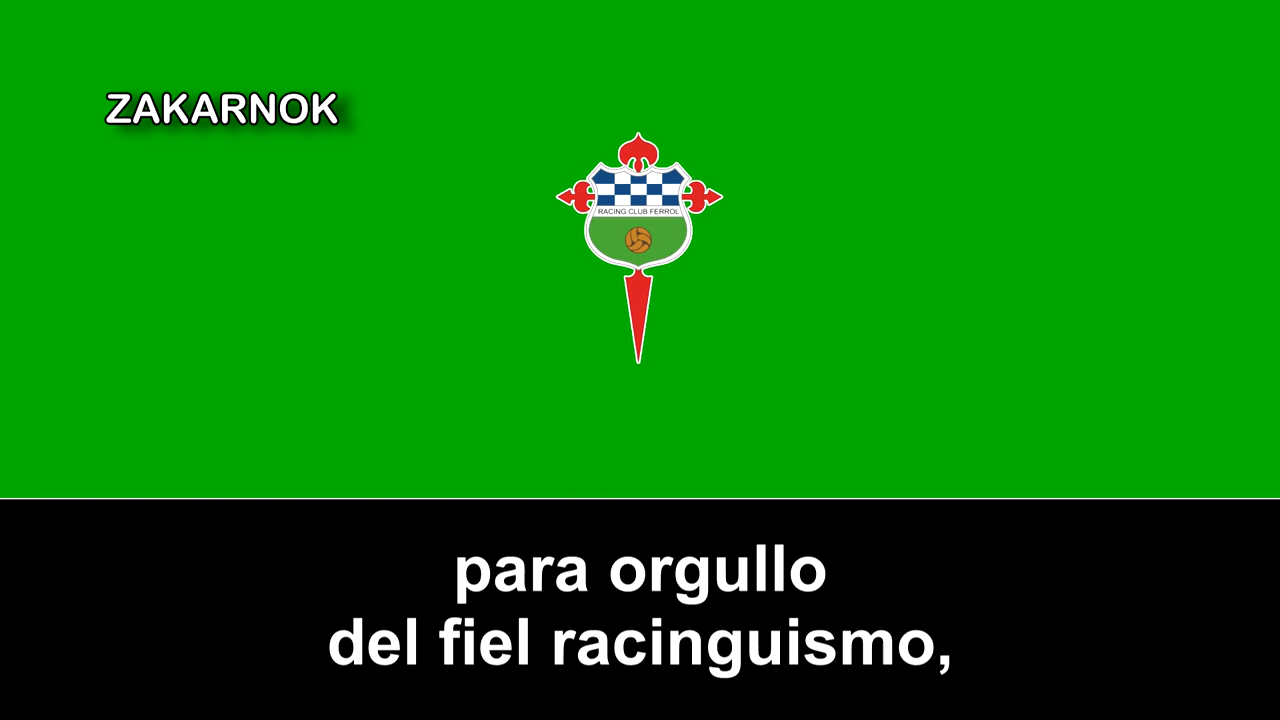 ZAKARNOK
RACING CLUB FERROL
para orgullo
del fiel racinguismo,